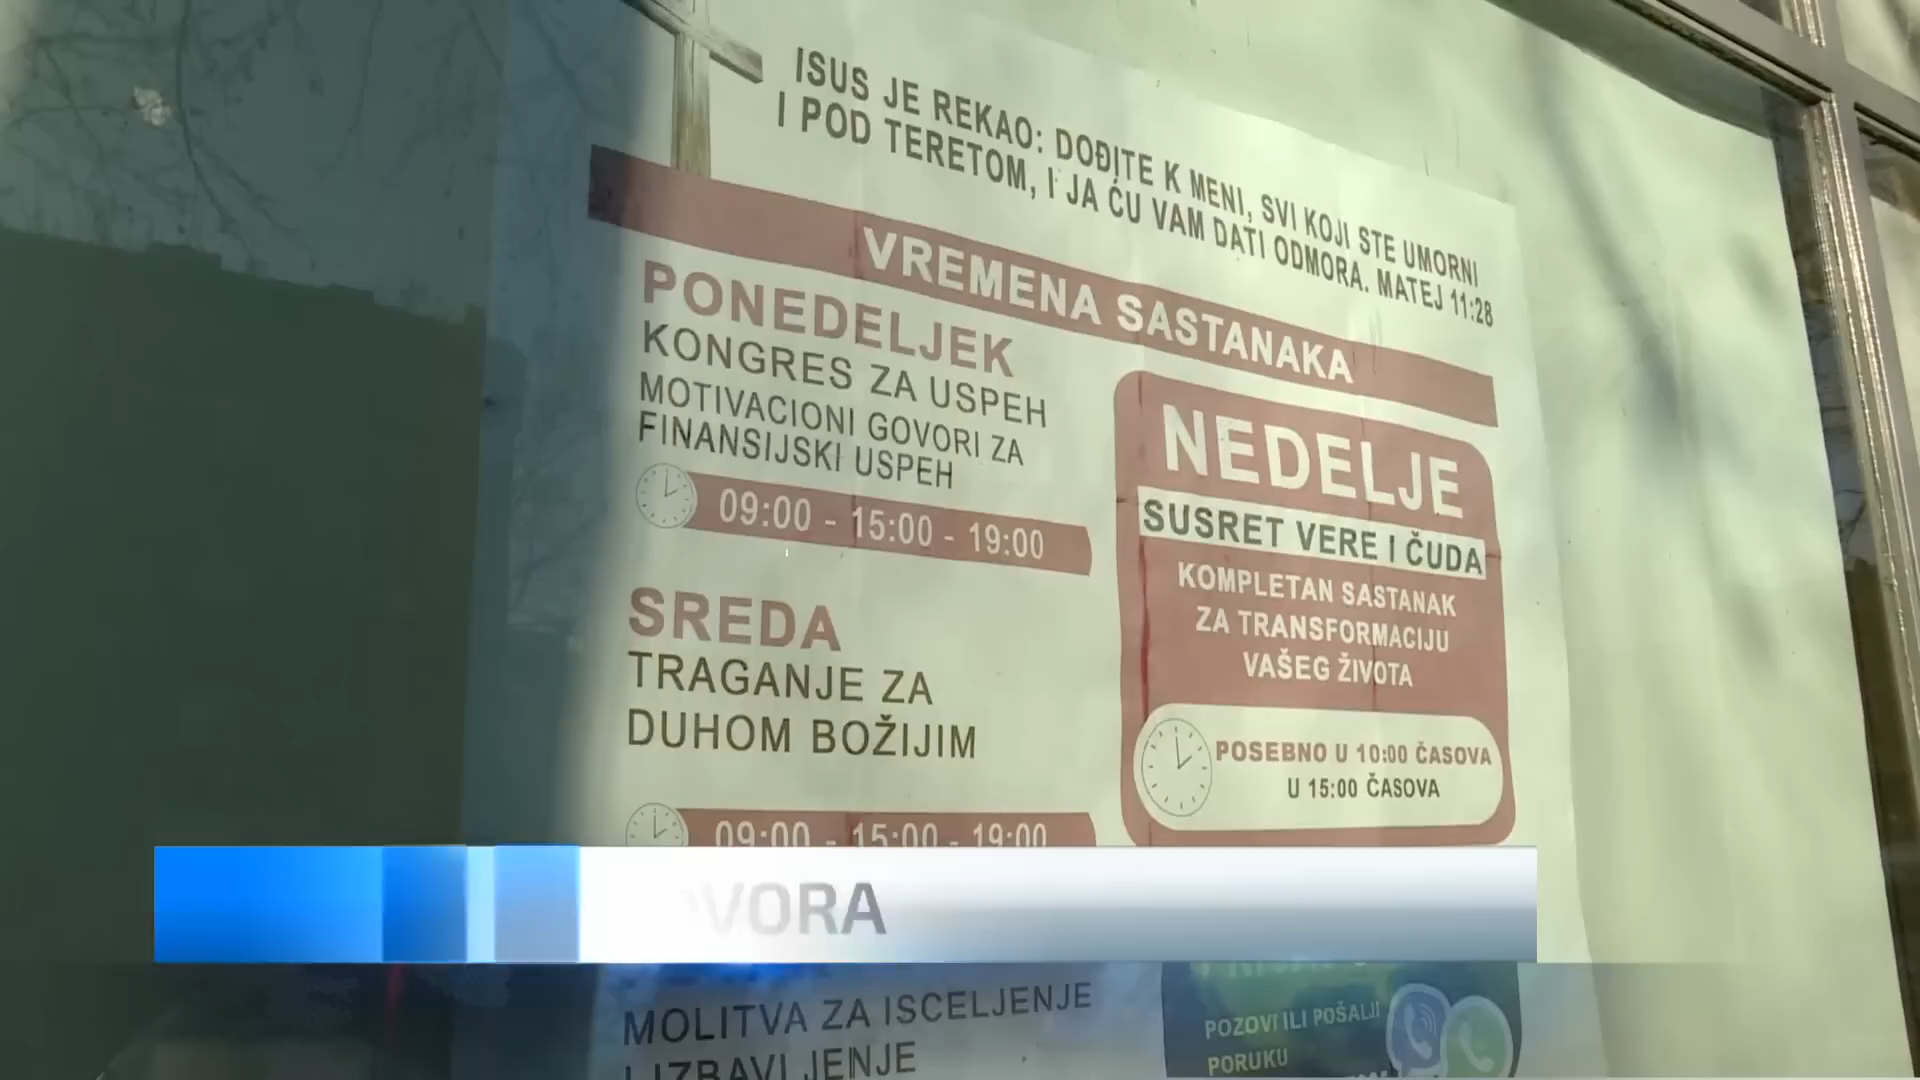 ISUS JE REKAO: DOĐITE K MENI, SVI KOJI STE UMORNI
I POD TERETOM, I JA ĆU VAM DATI ODMORA. MATEJ 11:28
VREMENA SASTANAKA
PONEDELJEK
KONGRES ZA USPEH
MOTIVACIONI GOVORI ZA
FINANSIJSKI USPEH
09:00 - 15:00 - 19:00
SREDA
TRAGANJE ZA
DUHOM BOŽIJIM
09:00 - 15:00 - 19:00
NEDELJE
SUSRET VERE I ČUDA
KOMPLETAN SASTANAK
ZA TRANSFORMACIJU
VAŠEG ŽIVOTA
POSEBNO U 10:00 ČASOVA
U 15:00 ČASOVA
VORA
MOLITVA ZA ISCELJENJE
I IZBAVLJENJE
POZOVI ILI POŠALJI
PORUKU